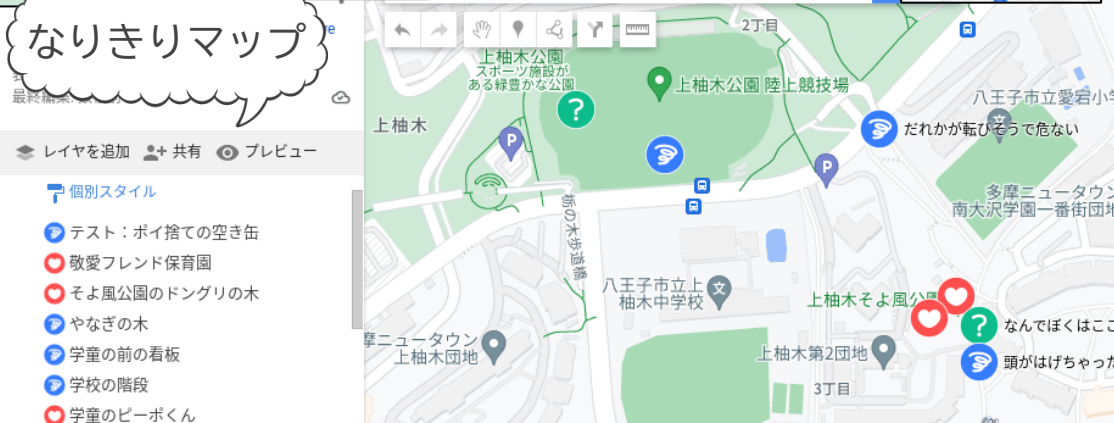 なりきりマップ
レイヤを追加
共有
プレビュー
個別スタイル
テスト：ポイ捨ての空き缶
敬愛フレンド保育園
そよ風公園のドングリの木
やなぎの木
学童の前の看板
学校の階段
学童のピーポくん
2丁目
上柚木公園
スポーツ施設が
ある緑豊かな公園
上柚木公園 陸上競技場
上柚木
P
P
八王子市立愛宕小学
文
だれかが転びそうで危ない
多摩ニュータウン
南大沢学園一番街団地
栃の木歩道橋
八王子市立上
柚木中学校
文
上柚木そよ風公園
なんでぼくはここ
頭がはげちゃった
摩ニュータウン
上柚木団地
上柚木第2団地
3丁目